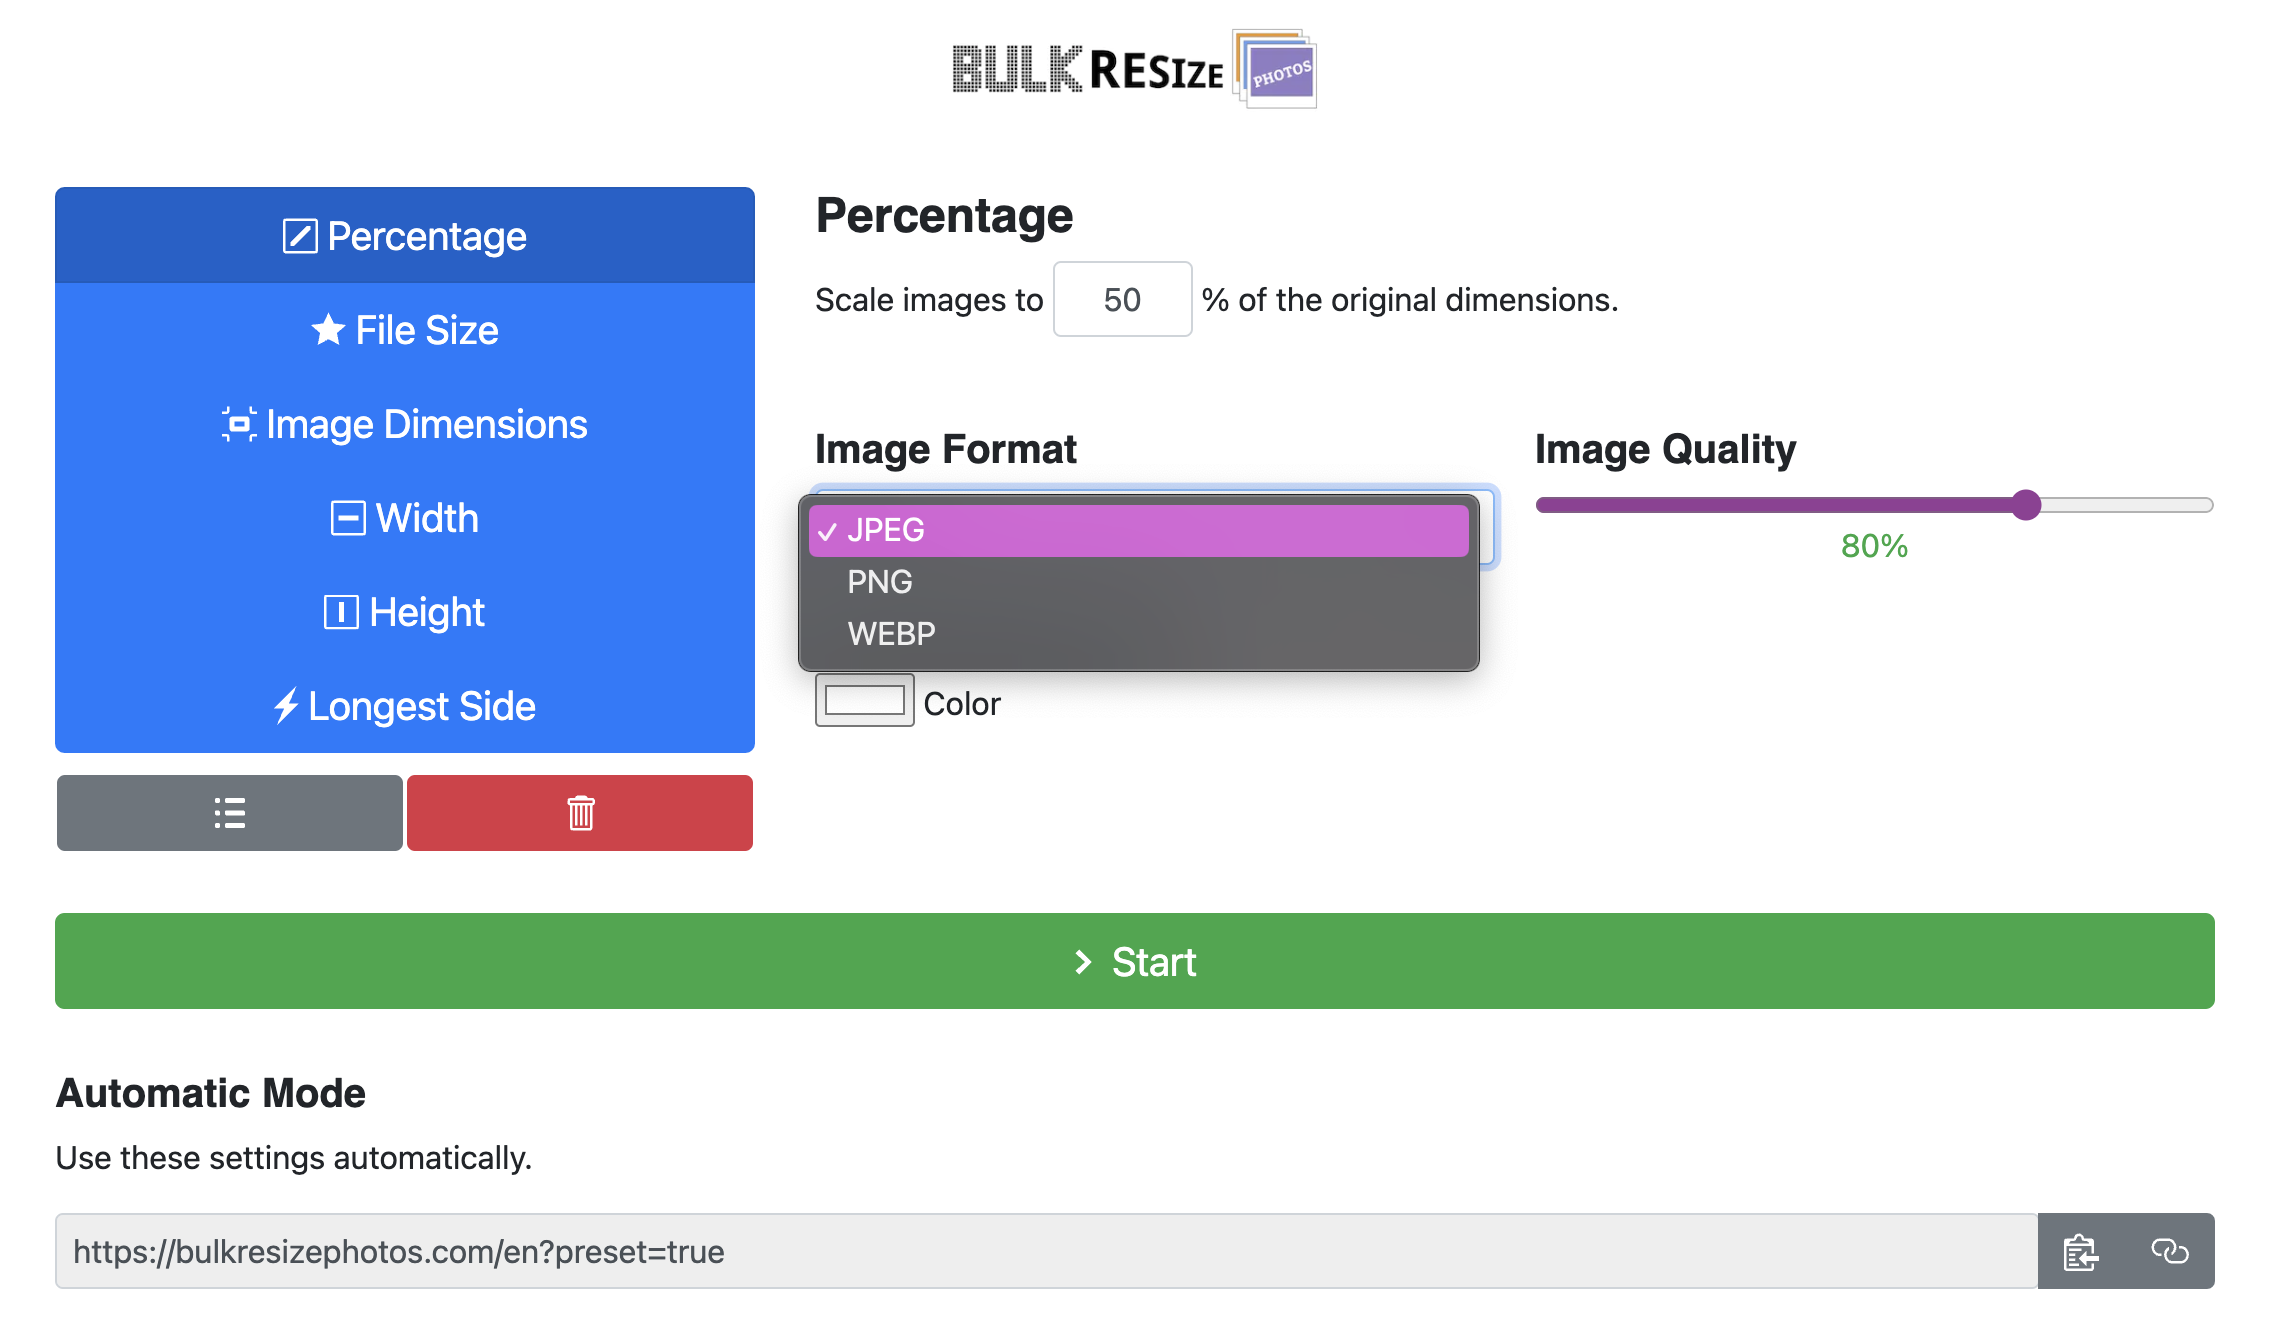 BULK RESIZE PHOTOS
Percentage
File Size
Image Dimensions
Width
Height
Longest Side
Percentage
Scale images to 50 % of the original dimensions.
Image Format
JPEG
PNG
WEBP
Color
Image Quality
80%
Start
Automatic Mode
Use these settings automatically.
https://bulkresizephotos.com/en?preset=true